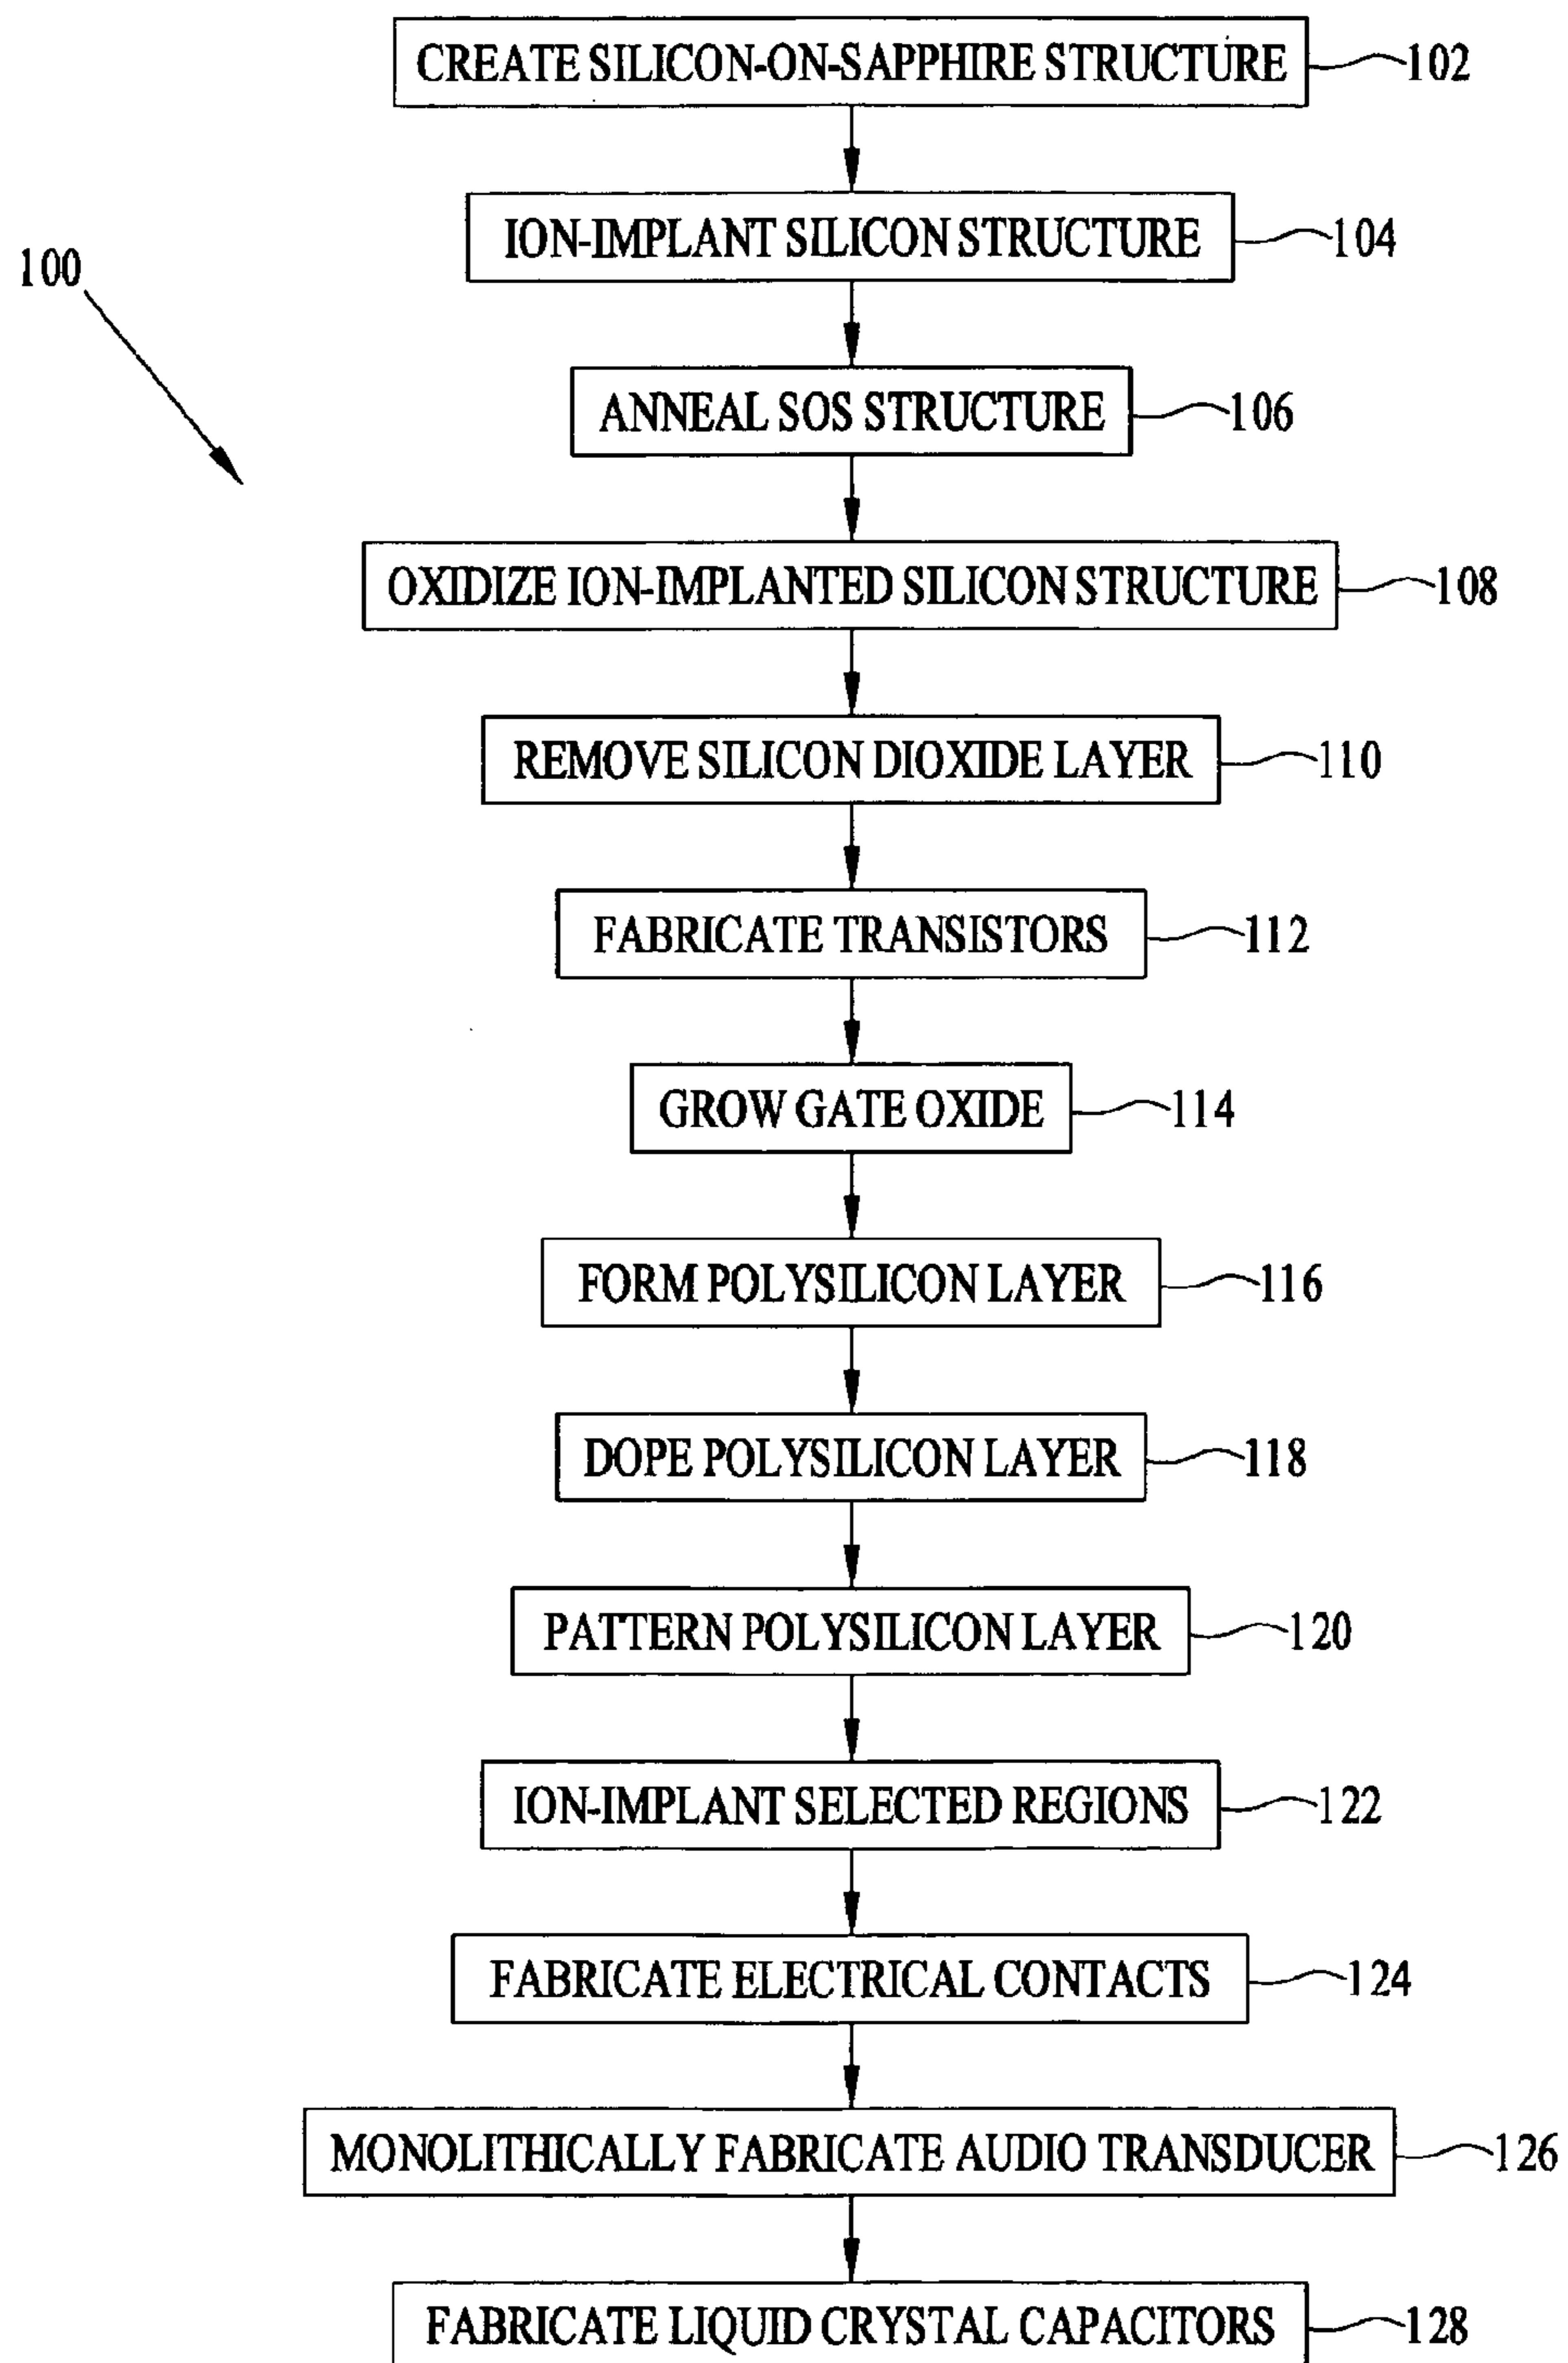 CREATE SILICON-ON-SAPPHIRE STRUCTURE 102
ION-IMPLANT SILICON STRUCTURE 104
100
ANNEAL SOS STRUCTURE 106
OXIDIZE ION-IMPLANTED SILICON STRUCTURE 108
REMOVE SILICON DIOXIDE LAYER 110
FABRICATE TRANSISTORS 112
GROW GATE OXIDE 114
FORM POLYSILICON LAYER 116
DOPE POLYSILICON LAYER 118
PATTERN POLYSILICON LAYER 120
ION-IMPLANT SELECTED REGIONS 122
FABRICATE ELECTRICAL CONTACTS 124
MONOLITHICALLY FABRICATE AUDIO TRANSDUCER 126
FABRICATE LIQUID CRYSTAL CAPACITORS 128